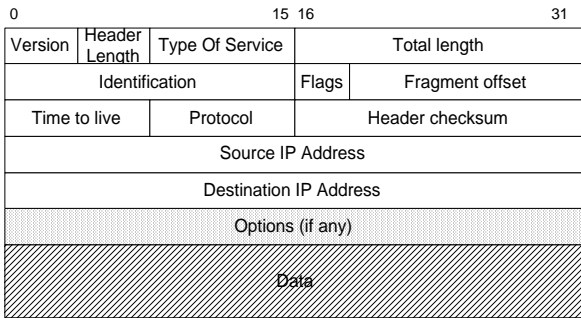 0 15 16 31
Version Header Length Type Of Service Total length
Identification Flags Fragment offset
Time to live Protocol Header checksum
Source IP Address
Destination IP Address
Options (if any)
Data